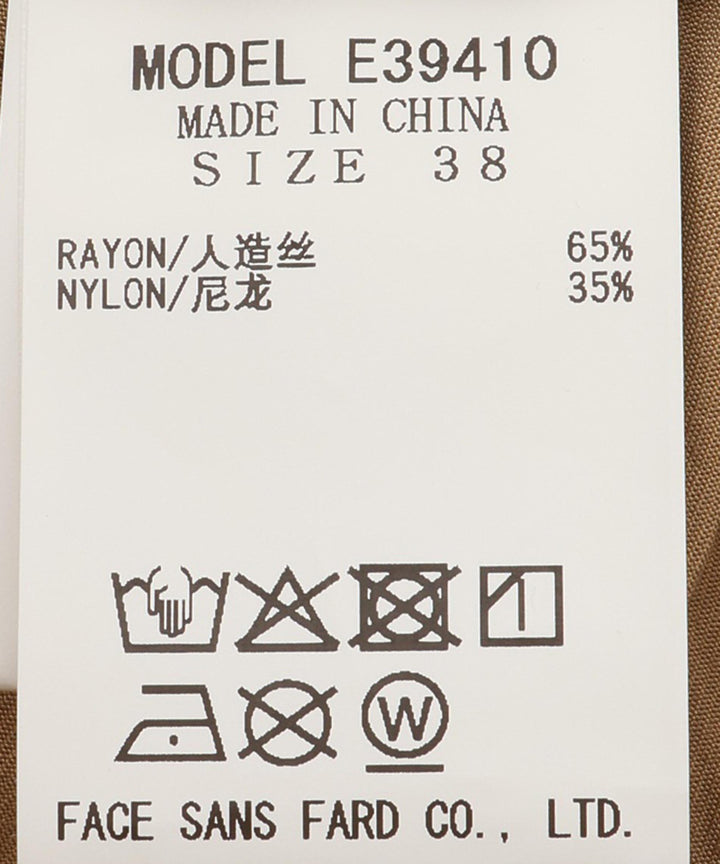 MODEL E39410
MADE IN CHINA
SIZE 38
RAYON/人造丝 65%
NYLON/尼龙 35%
W
FACE SANS FARD CO., LTD.